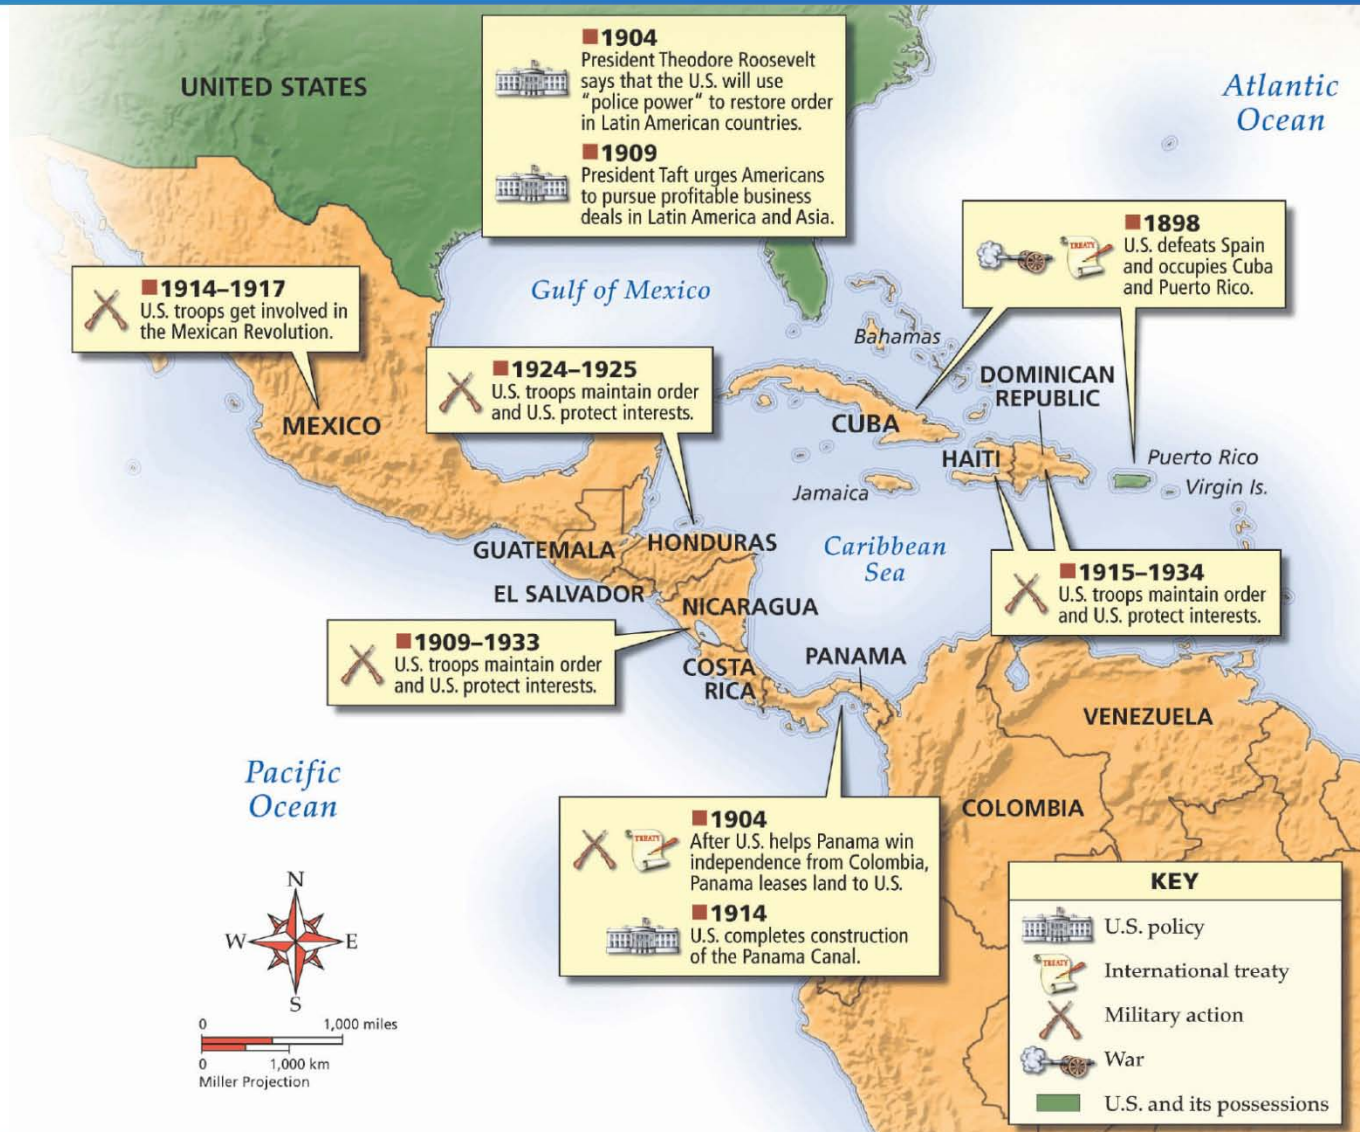 UNITED STATES
■1904
President Theodore Roosevelt
says that the U.S. will use
“police power“ to restore order
in Latin American countries.
■1909
President Taft urges Americans
to pursue profitable business
deals in Latin America and Asia.
Atlantic
Ocean
■1898
U.S. defeats Spain
and occupies Cuba
and Puerto Rico.
TREATY
■1914–1917
U.S. troops get involved in
the Mexican Revolution.
Gulf of Mexico
Bahamas
■1924–1925
U.S. troops maintain order
and U.S. protect interests.
DOMINICAN
REPUBLIC
MEXICO
CUBA
HAITI
Puerto Rico
Virgin Is.
Jamaica
GUATEMALA
HONDURAS
Caribbean
Sea
EL SALVADOR
NICARAGUA
■1915–1934
U.S. troops maintain order
and U.S. protect interests.
■1909–1933
U.S. troops maintain order
and U.S. protect interests.
COSTA
RICA
PANAMA
VENEZUELA
Pacific
Ocean
COLOMBIA
■1904
After U.S. helps Panama win
independence from Colombia,
Panama leases land to U.S.
TREATY
■1914
U.S. completes construction
of the Panama Canal.
N
W E
S
0 1,000 miles
0 1,000 km
Miller Projection
KEY
U.S. policy
TREATY
International treaty
Military action
War
U.S. and its possessions